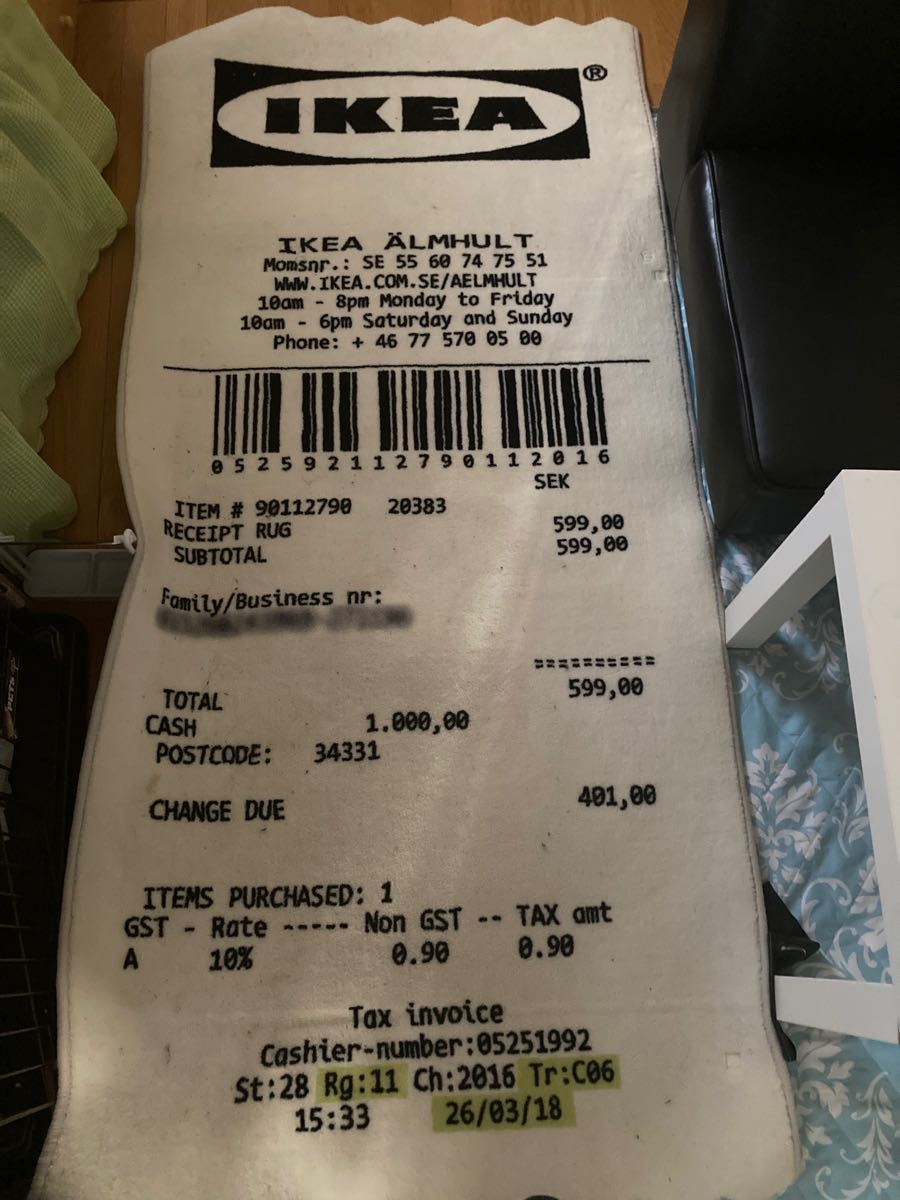 IKEA®
IKEA ÄLMHULT
Momsnr.: SE 55 60 74 75 51
WWW.IKEA.COM.SE/AELMHULT
10am - 8pm Monday to Friday
10am - 6pm Saturday and Sunday
Phone: + 46 77 570 05 00
052592112790112016
SEK
ITEM # 90112790 20383
RECEIPT RUG 599,00
SUBTOTAL 599,00
Family/Business nr:
==========
TOTAL 599,00
CASH 1.000,00
POSTCODE: 34331
CHANGE DUE 401,00
ITEMS PURCHASED: 1
GST - Rate ----- Non GST -- TAX amt
A 10% 0.90 0.90
Tax invoice
Cashier-number:05251992
St:28 Rg:11 Ch:2016 Tr:C06
15:33 26/03/18